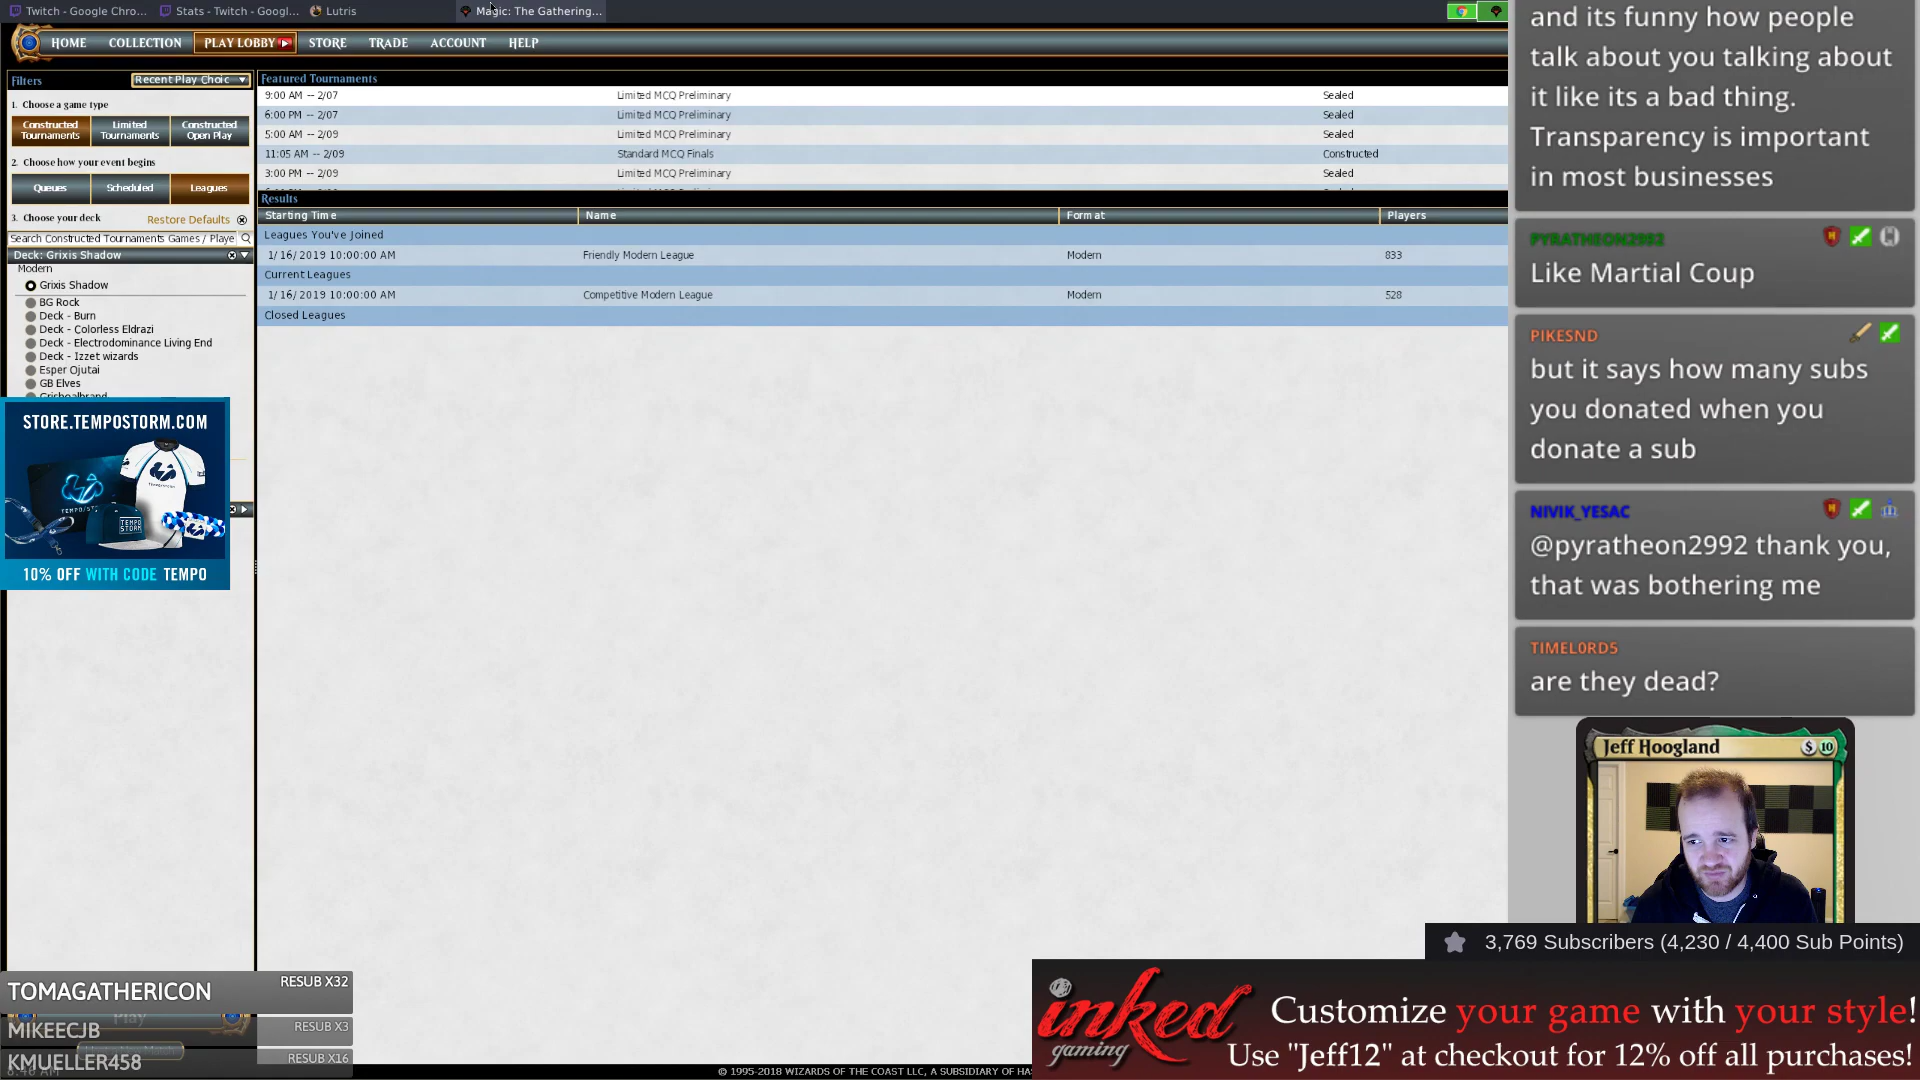 Twitch - Google Chro...
Stats - Twitch - Googl...
Lutris
Magic: The Gathering...
HOME COLLECTION PLAY LOBBY STORE TRADE ACCOUNT HELP
Filters
Recent Play Choic
1. Choose a game type
Constructed Tournaments
Limited Tournaments
Constructed Open Play
2. Choose how your event begins
Queues
Scheduled
Leagues
3. Choose your deck
Restore Defaults
Search Constructed Tournaments Games / Playe
Deck: Grixis Shadow
Modern
Grixis Shadow
BG Rock
Deck - Burn
Deck - Colorless Eldrazi
Deck - Electrodominance Living End
Deck - Izzet wizards
Esper Ojutai
GB Elves
Featured Tournaments
9:00 AM -- 2/07 Limited MCQ Preliminary Sealed
6:00 PM -- 2/07 Limited MCQ Preliminary Sealed
5:00 AM -- 2/09 Limited MCQ Preliminary Sealed
11:05 AM -- 2/09 Standard MCQ Finals Constructed
3:00 PM -- 2/09 Limited MCQ Preliminary Sealed
Results
Starting Time Name Format Players
Leagues You've Joined
1/16/2019 10:00:00 AM Friendly Modern League Modern 833
Current Leagues
1/16/2019 10:00:00 AM Competitive Modern League Modern 528
Closed Leagues
STORE.TEMPOSTORM.COM
TEMPO STORM
10% OFF WITH CODE TEMPO
and its funny how people
talk about you talking about
it like its a bad thing.
Transparency is important
in most businesses
PYRATHEON2992
Like Martial Coup
PIKESND
but it says how many subs
you donated when you
donate a sub
NIVIK_YESAC
@pyratheon2992 thank you,
that was bothering me
TIMEL0RD5
are they dead?
Jeff Hoogland $ 10
3,769 Subscribers (4,230 / 4,400 Sub Points)
TOMAGATHERICON RESUB X32
Play
MIKEECJB RESUB X3
KMUELLER458 RESUB X16
© 1995-2018 WIZARDS OF THE COAST LLC, A SUBSIDIARY OF
inked gaming
Customize your game with your style!
Use "Jeff12" at checkout for 12% off all purchases!